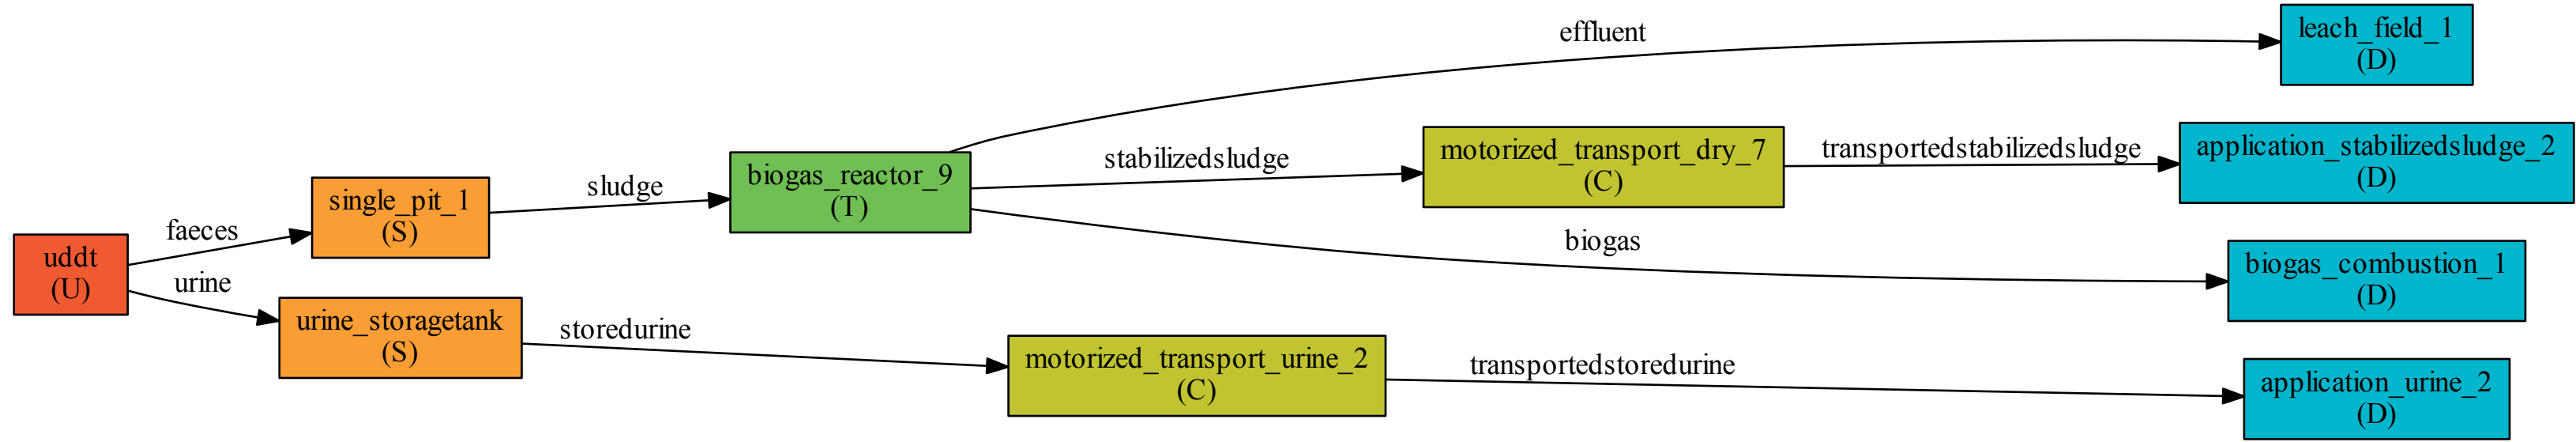 uddt
(U)
faeces
urine
single_pit_1
(S)
urine_storagetank
(S)
sludge
storedurine
biogas_reactor_9
(T)
motorized_transport_urine_2
(C)
effluent
stabilizedsludge
biogas
motorized_transport_dry_7
(C)
transportedstabilizedsludge
transportedstoredurine
leach_field_1
(D)
application_stabilizedsludge_2
(D)
biogas_combustion_1
(D)
application_urine_2
(D)